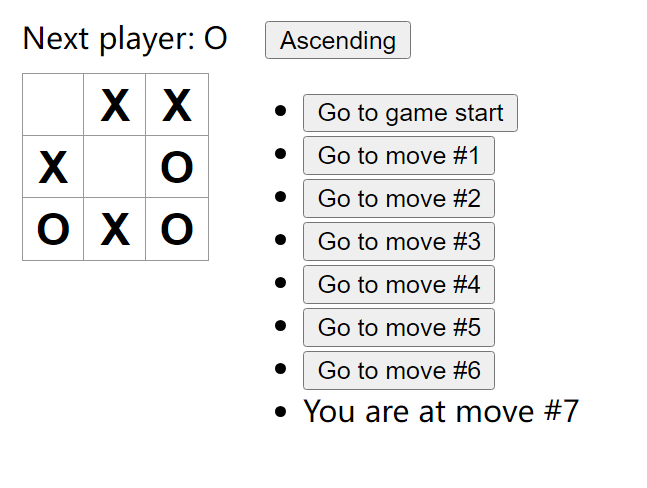 Next player: O
Ascending
X X
X O
O X O
Go to game start
Go to move #1
Go to move #2
Go to move #3
Go to move #4
Go to move #5
Go to move #6
You are at move #7